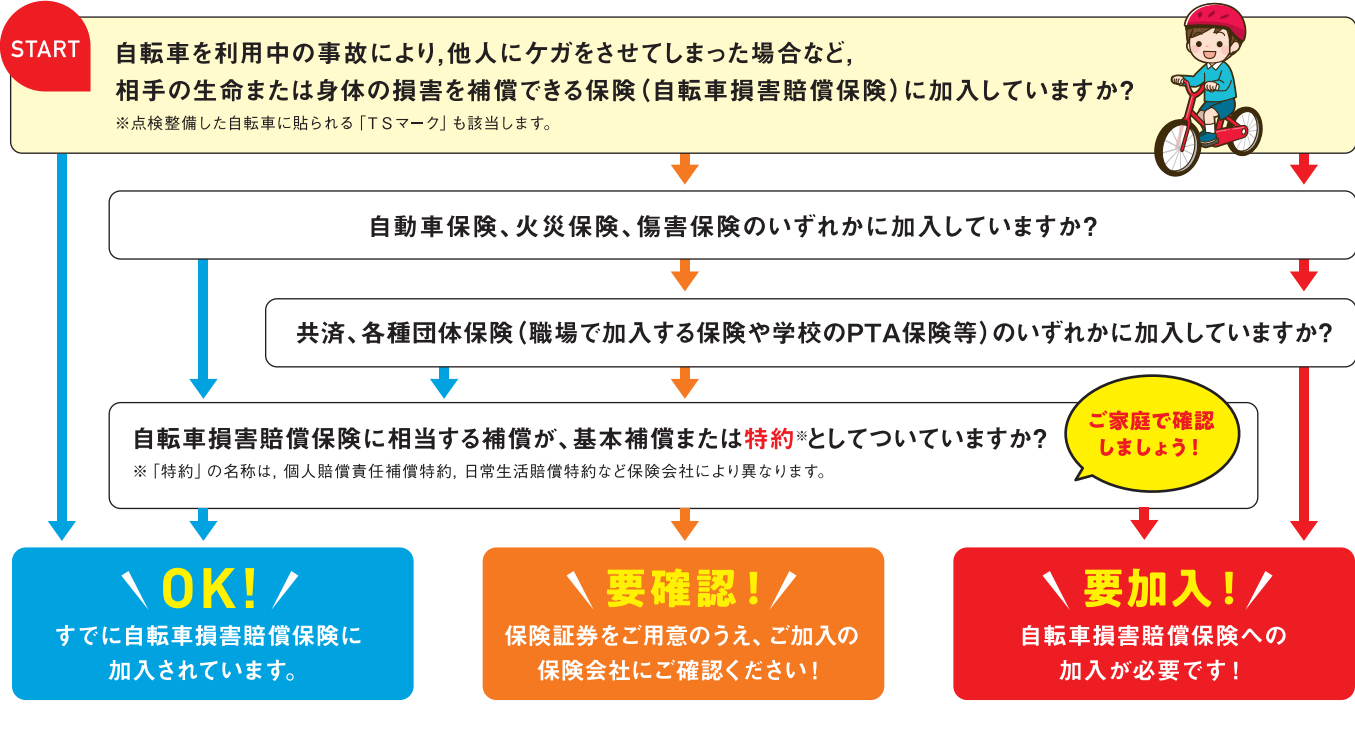 START
自転車を利用中の事故により,他人にケガをさせてしまった場合など,
相手の生命または身体の損害を補償できる保険（自転車損害賠償保険）に加入していますか?
※点検整備した自転車に貼られる「TSマーク」も該当します。
自動車保険、火災保険、傷害保険のいずれかに加入していますか?
共済、各種団体保険（職場で加入する保険や学校のPTA保険等）のいずれかに加入していますか?
自転車損害賠償保険に相当する補償が、基本補償または特約※としてついていますか?
※「特約」の名称は, 個人賠償責任補償特約, 日常生活賠償特約など保険会社により異なります。
ご家庭で確認
しましょう!
OK!
すでに自転車損害賠償保険に
加入されています。
要確認!
保険証券をご用意のうえ、ご加入の
保険会社にご確認ください!
要加入!
自転車損害賠償保険への
加入が必要です!